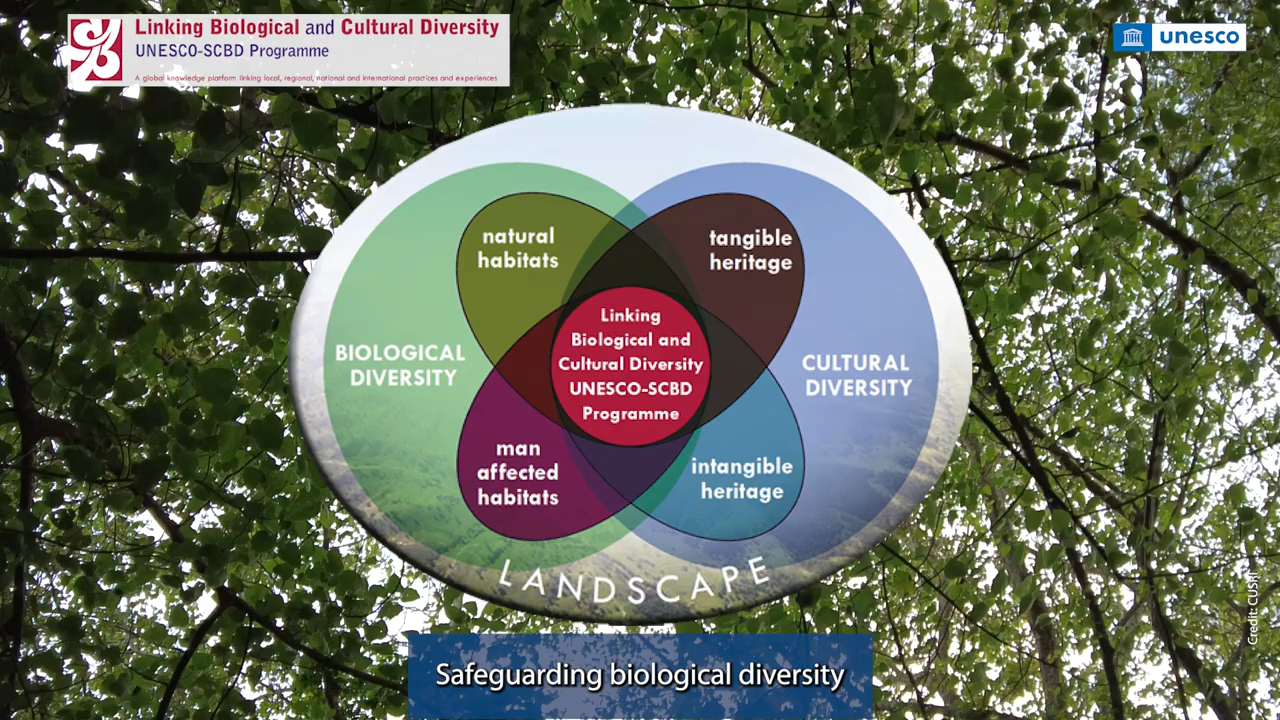 Linking Biological and Cultural Diversity
UNESCO-SCBD Programme
A global knowledge platform linking local, regional, national and international practices and experiences
unesco
natural
habitats
tangible
heritage
BIOLOGICAL
DIVERSITY
Linking
Biological and
Cultural Diversity
UNESCO-SCBD
Programme
CULTURAL
DIVERSITY
man
affected
habitats
intangible
heritage
LANDSCAPE
Safeguarding biological diversity
Credit: CUSRI